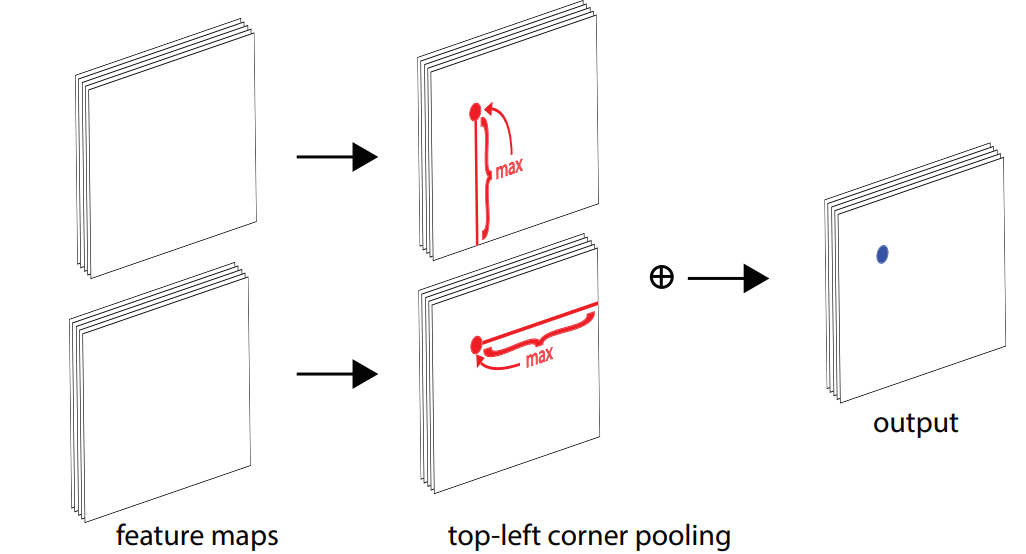 max
max
⊕
output
feature maps
top-left corner pooling